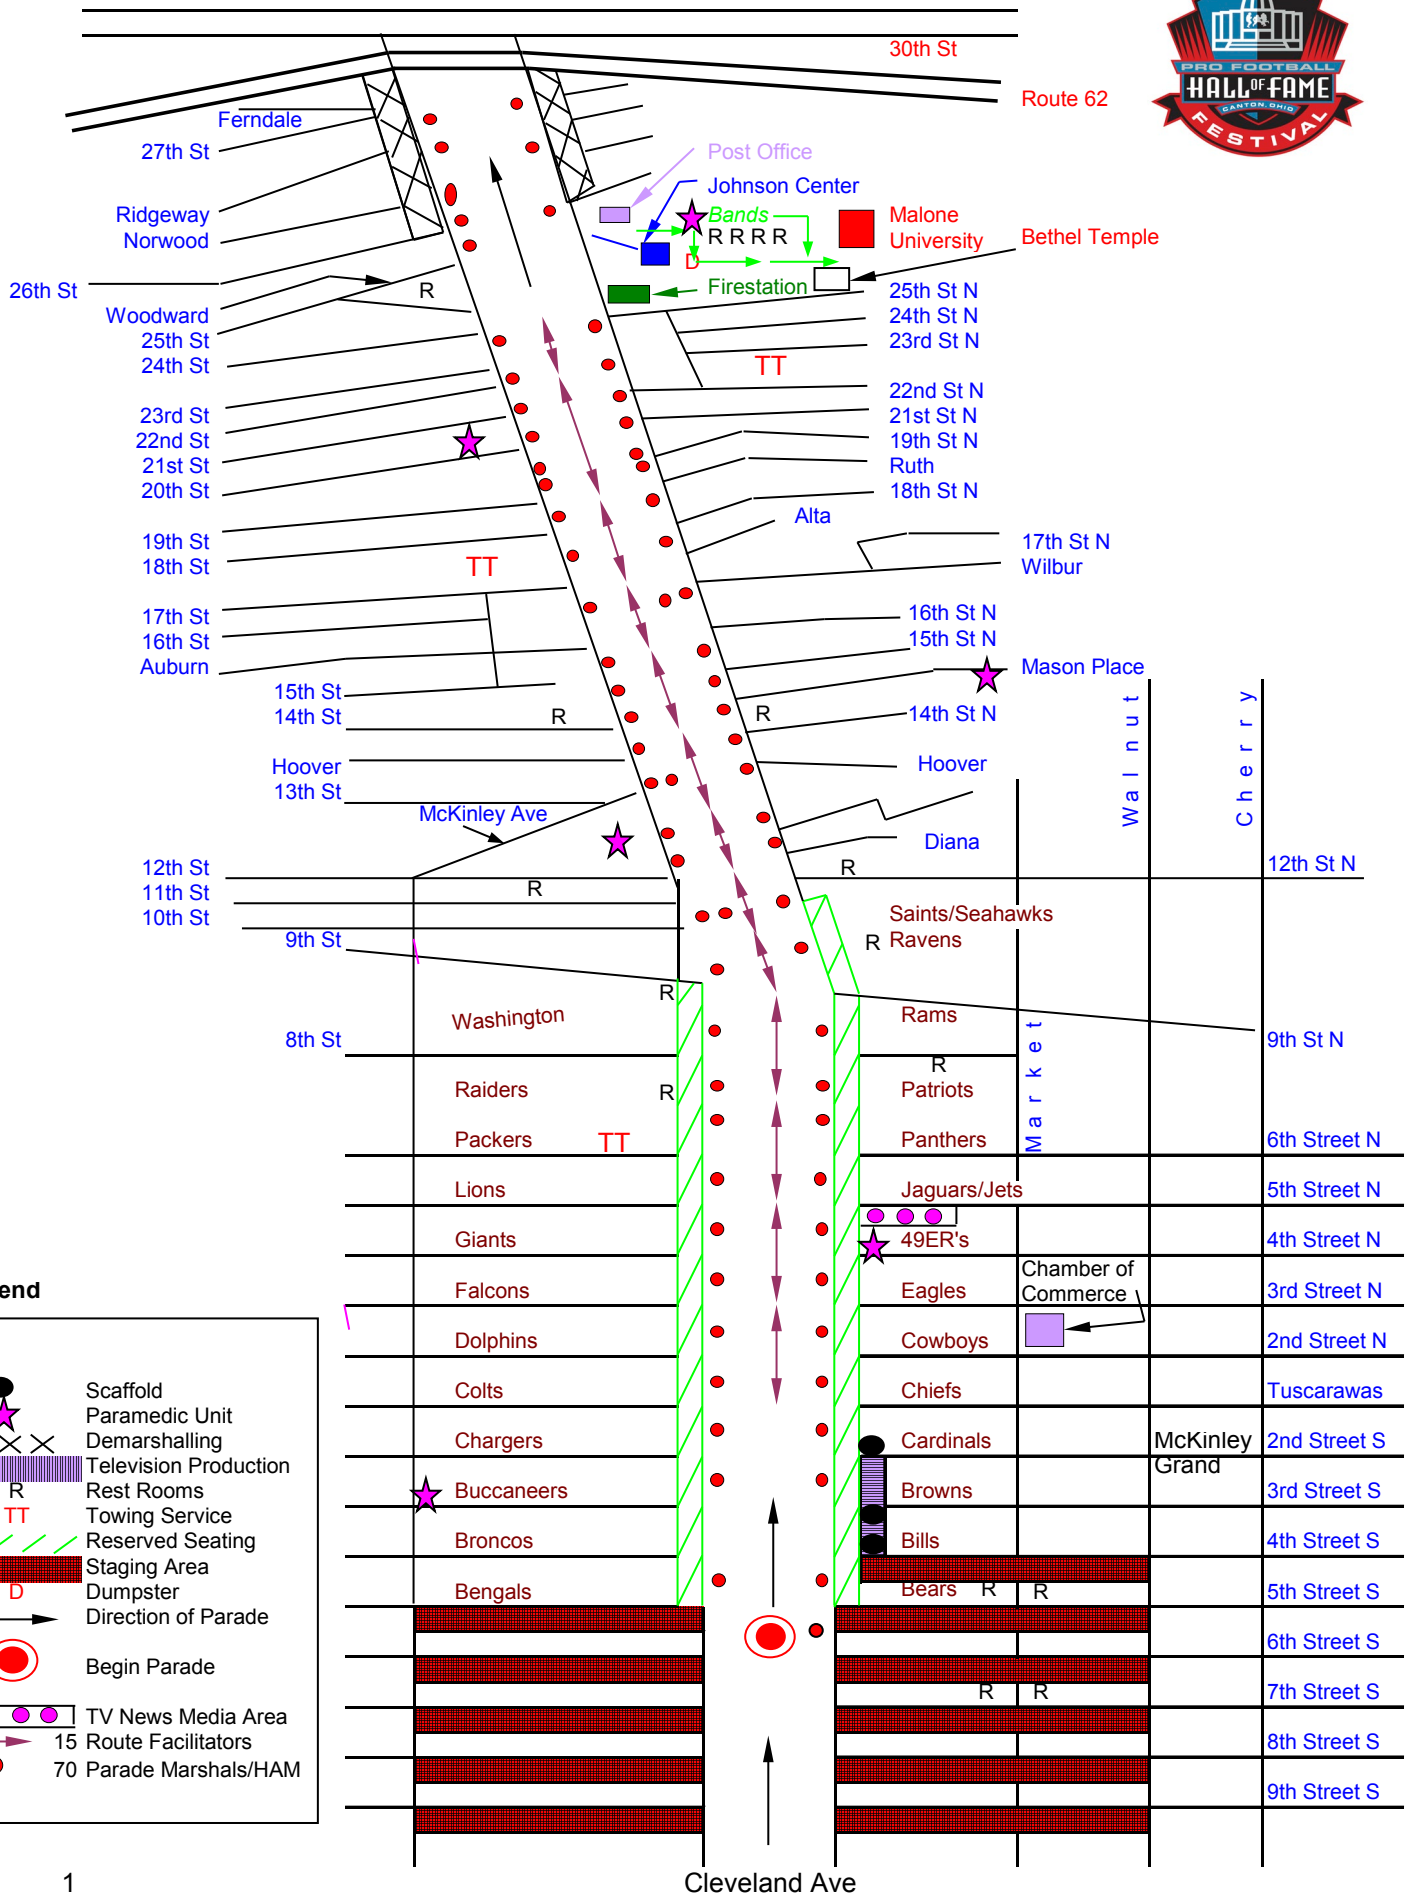 30th St
PRO FOOTBALL
HALL OF FAME
CANTON, OHIO
FESTIVAL
Route 62
Ferndale
27th St
Post Office
Johnson Center
Ridgeway
Norwood
Bands
R R R R
Malone
University
Bethel Temple
D
26th St
R
Firestation
25th St N
Woodward
24th St N
25th St
23rd St N
24th St
TT
22nd St N
23rd St
21st St N
22nd St
19th St N
21st St
Ruth
20th St
18th St N
Alta
19th St
17th St N
18th St
TT
Wilbur
17th St
16th St N
16th St
15th St N
Auburn
Mason Place
15th St
14th St
R
R
14th St N
Walnut
Cherry
Hoover
Hoover
13th St
McKinley Ave
Diana
12th St
R
12th St N
11th St
R
10th St
Saints/Seahawks
9th St
R
Ravens
R
Washington
Rams
8th St
Market
9th St N
R
Raiders
R
Patriots
Packers
TT
Panthers
6th Street N
Lions
Jaguars/Jets
5th Street N
Giants
49ER's
4th Street N
Chamber of
Commerce
Falcons
Eagles
3rd Street N
Dolphins
Cowboys
2nd Street N
Colts
Chiefs
Tuscarawas
Chargers
Cardinals
McKinley
Grand
2nd Street S
Buccaneers
Browns
3rd Street S
Broncos
Bills
4th Street S
Bengals
Bears
R
R
5th Street S
6th Street S
R
R
7th Street S
8th Street S
9th Street S
end
Scaffold
Paramedic Unit
Demarshalling
Television Production
R Rest Rooms
TT Towing Service
Reserved Seating
Staging Area
D Dumpster
Direction of Parade
Begin Parade
TV News Media Area
15 Route Facilitators
70 Parade Marshals/HAM
1
Cleveland Ave